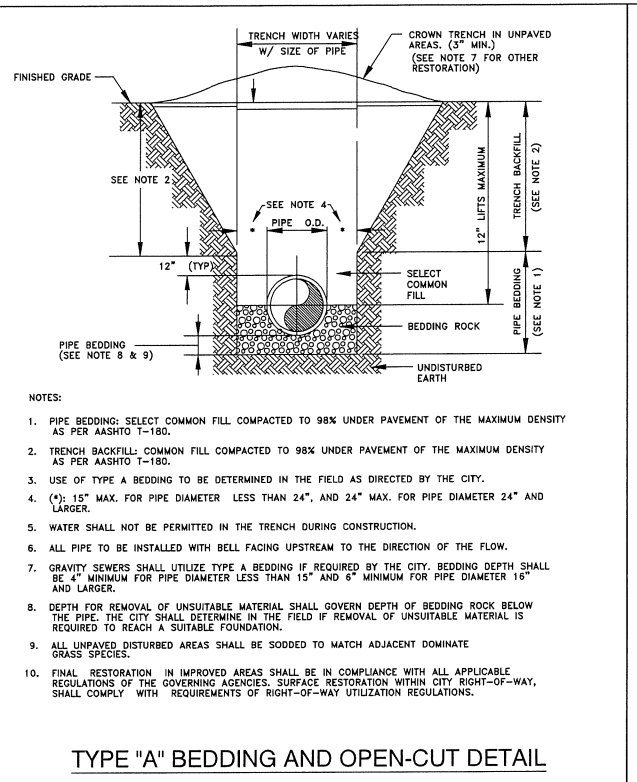 TRENCH WIDTH VARIES
W/ SIZE OF PIPE
CROWN TRENCH IN UNPAVED
AREAS. (3" MIN.)
(SEE NOTE 7 FOR OTHER
RESTORATION)
FINISHED GRADE
SEE NOTE 2
SEE NOTE 4
* *
PIPE O.D.
12" (TYP)
12" LIFTS MAXIMUM
TRENCH BACKFILL
(SEE NOTE 2)
SELECT
COMMON
FILL
BEDDING ROCK
PIPE BEDDING
(SEE NOTE 1)
PIPE BEDDING
(SEE NOTE 8 & 9)
UNDISTURBED
EARTH
NOTES:
1. PIPE BEDDING: SELECT COMMON FILL COMPACTED TO 98% UNDER PAVEMENT OF THE MAXIMUM DENSITY
AS PER AASHTO T-180.
2. TRENCH BACKFILL: COMMON FILL COMPACTED TO 98% UNDER PAVEMENT OF THE MAXIMUM DENSITY
AS PER AASHTO T-180.
3. USE OF TYPE A BEDDING TO BE DETERMINED IN THE FIELD AS DIRECTED BY THE CITY.
4. (*): 15" MAX. FOR PIPE DIAMETER LESS THAN 24", AND 24" MAX. FOR PIPE DIAMETER 24" AND
LARGER.
5. WATER SHALL NOT BE PERMITTED IN THE TRENCH DURING CONSTRUCTION.
6. ALL PIPE TO BE INSTALLED WITH BELL FACING UPSTREAM TO THE DIRECTION OF THE FLOW.
7. GRAVITY SEWERS SHALL UTILIZE TYPE A BEDDING IF REQUIRED BY THE CITY. BEDDING DEPTH SHALL
BE 4" MINIMUM FOR PIPE DIAMETER LESS THAN 15" AND 6" MINIMUM FOR PIPE DIAMETER 16"
AND LARGER.
8. DEPTH FOR REMOVAL OF UNSUITABLE MATERIAL SHALL GOVERN DEPTH OF BEDDING ROCK BELOW
THE PIPE. THE CITY SHALL DETERMINE IN THE FIELD IF REMOVAL OF UNSUITABLE MATERIAL IS
REQUIRED TO REACH A SUITABLE FOUNDATION.
9. ALL UNPAVED DISTURBED AREAS SHALL BE SODDED TO MATCH ADJACENT DOMINATE
GRASS SPECIES.
10. FINAL RESTORATION IN IMPROVED AREAS SHALL BE IN COMPLIANCE WITH ALL APPLICABLE
REGULATIONS OF THE GOVERNING AGENCIES. SURFACE RESTORATION WITHIN CITY RIGHT-OF-WAY,
SHALL COMPLY WITH REQUIREMENTS OF RIGHT-OF-WAY UTILIZATION REGULATIONS.
TYPE "A" BEDDING AND OPEN-CUT DETAIL